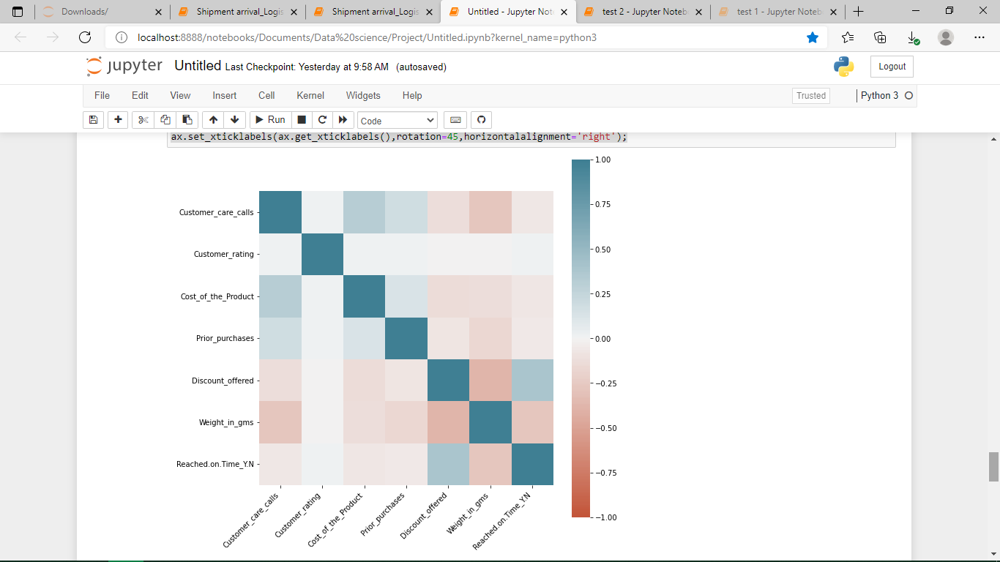 Downloads/
Shipment arrival_Logis
Shipment arrival_Logis
Untitled - Jupyter Not
test 2 - Jupyter Noteb
test 1 - Jupyter Noteb
localhost:8888/notebooks/Documents/Data%20science/Project/Untitled.ipynb?kernel_name=python3
jupyter Untitled Last Checkpoint: Yesterday at 9:58 AM (autosaved)
Logout
File Edit View Insert Cell Kernel Widgets Help
Trusted
Python 3
Run
Code
ax.set_xticklabels(ax.get_xticklabels(),rotation=45,horizontalalignment='right');
Customer_care_calls
Customer_rating
Cost_of_the_Product
Prior_purchases
Discount_offered
Weight_in_gms
Reached.on.Time_Y.N
Customer_care_calls
Customer_rating
Cost_of_the_Product
Prior_purchases
Discount_offered
Weight_in_gms
Reached.on.Time_Y.N
1.00
0.75
0.50
0.25
0.00
−0.25
−0.50
−0.75
−1.00